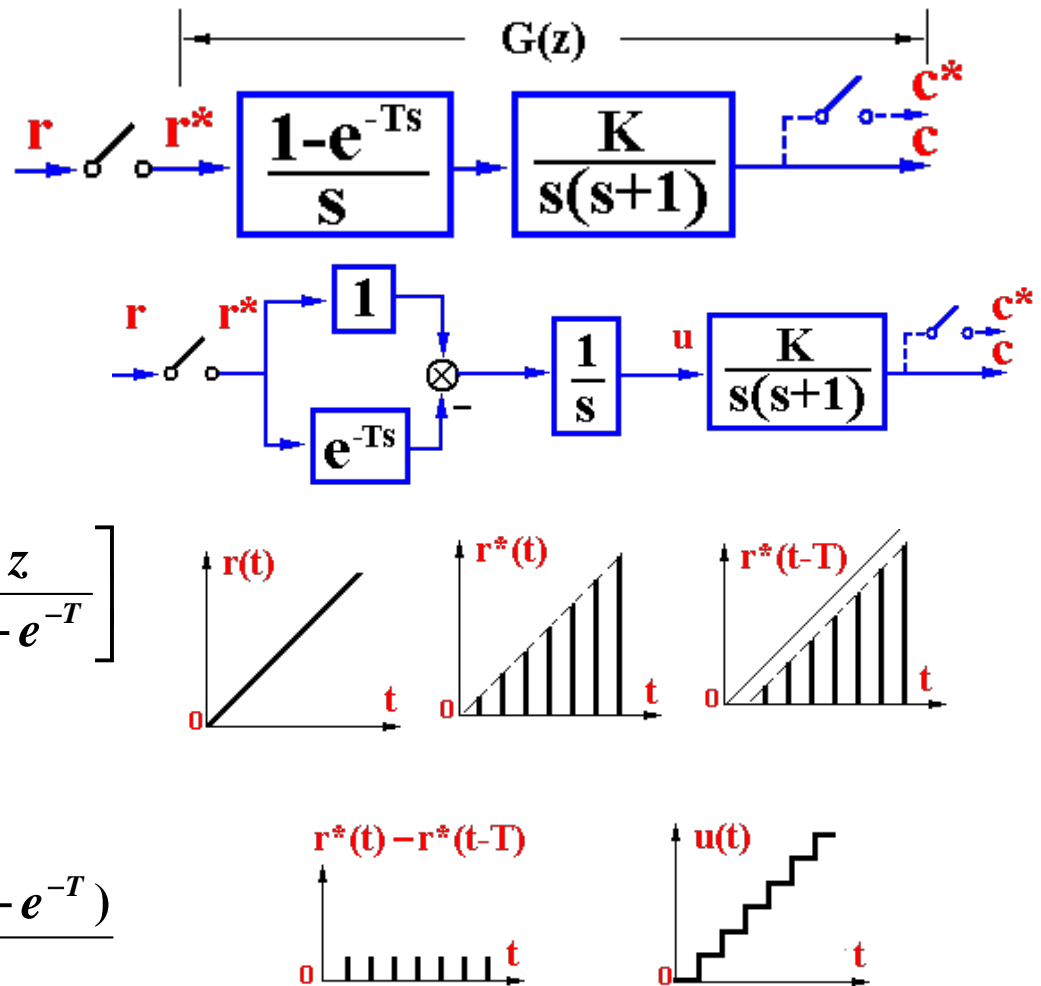 G(z)
r r* 1-e^-Ts / s K / s(s+1) c* c
r r* 1 e^-Ts − 1/s u K / s(s+1) c* c
z / - e^{-T} ]
r(t) 0 t
r*(t) 0 t
r*(t-T) 0 t
r*(t)−r*(t-T) 0 t
u(t) 0 t
- e^{-T} )